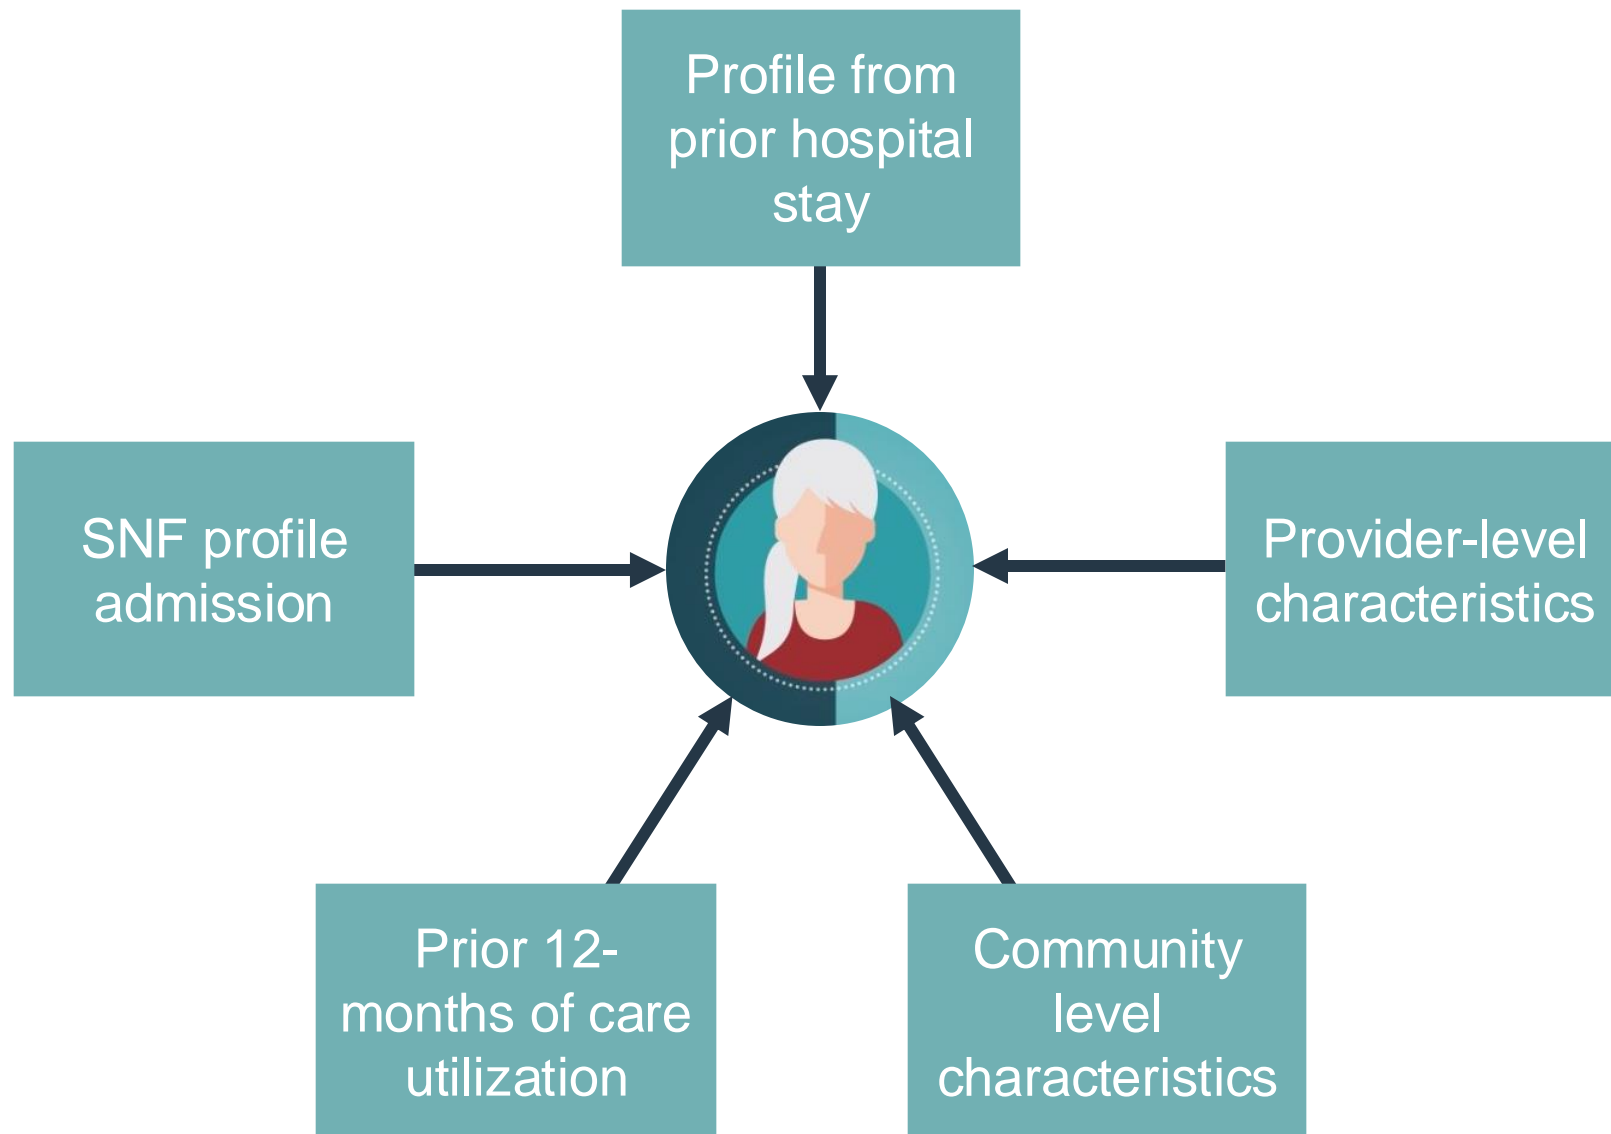 Profile from
prior hospital
stay
SNF profile
admission
Provider-level
characteristics
Prior 12-
months of care
utilization
Community
level
characteristics